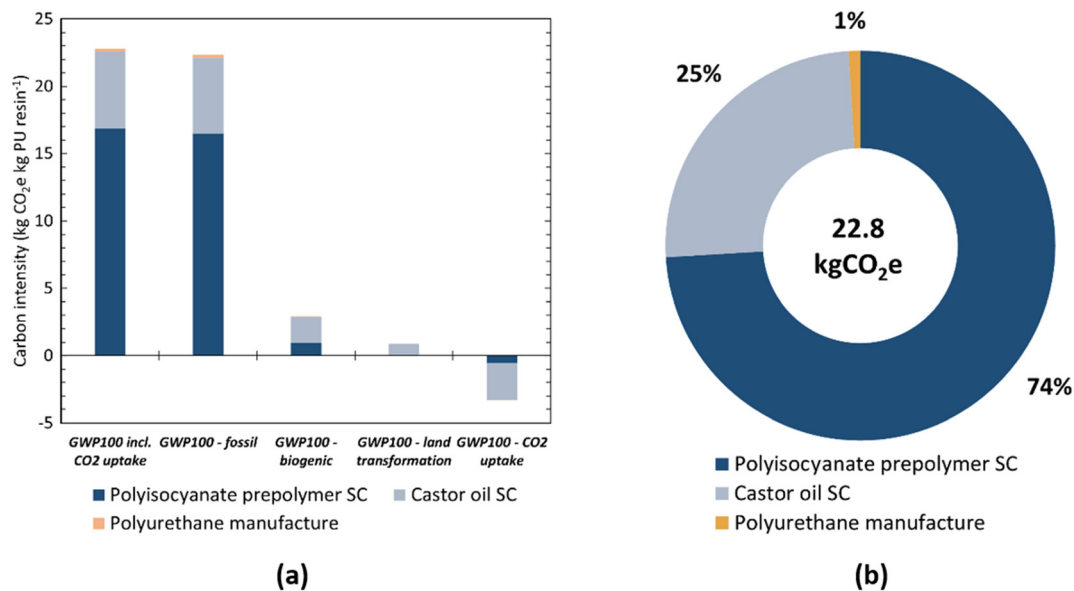 25
20
15
10
5
0
-5
Carbon intensity (kg CO₂e kg PU resin⁻¹)
GWP100 incl. CO2 uptake
GWP100 - fossil
GWP100 - biogenic
GWP100 - land transformation
GWP100 - CO2 uptake
Polyisocyanate prepolymer SC
Castor oil SC
Polyurethane manufacture
(a)
1%
25%
22.8
kgCO₂e
74%
Polyisocyanate prepolymer SC
Castor oil SC
Polyurethane manufacture
(b)